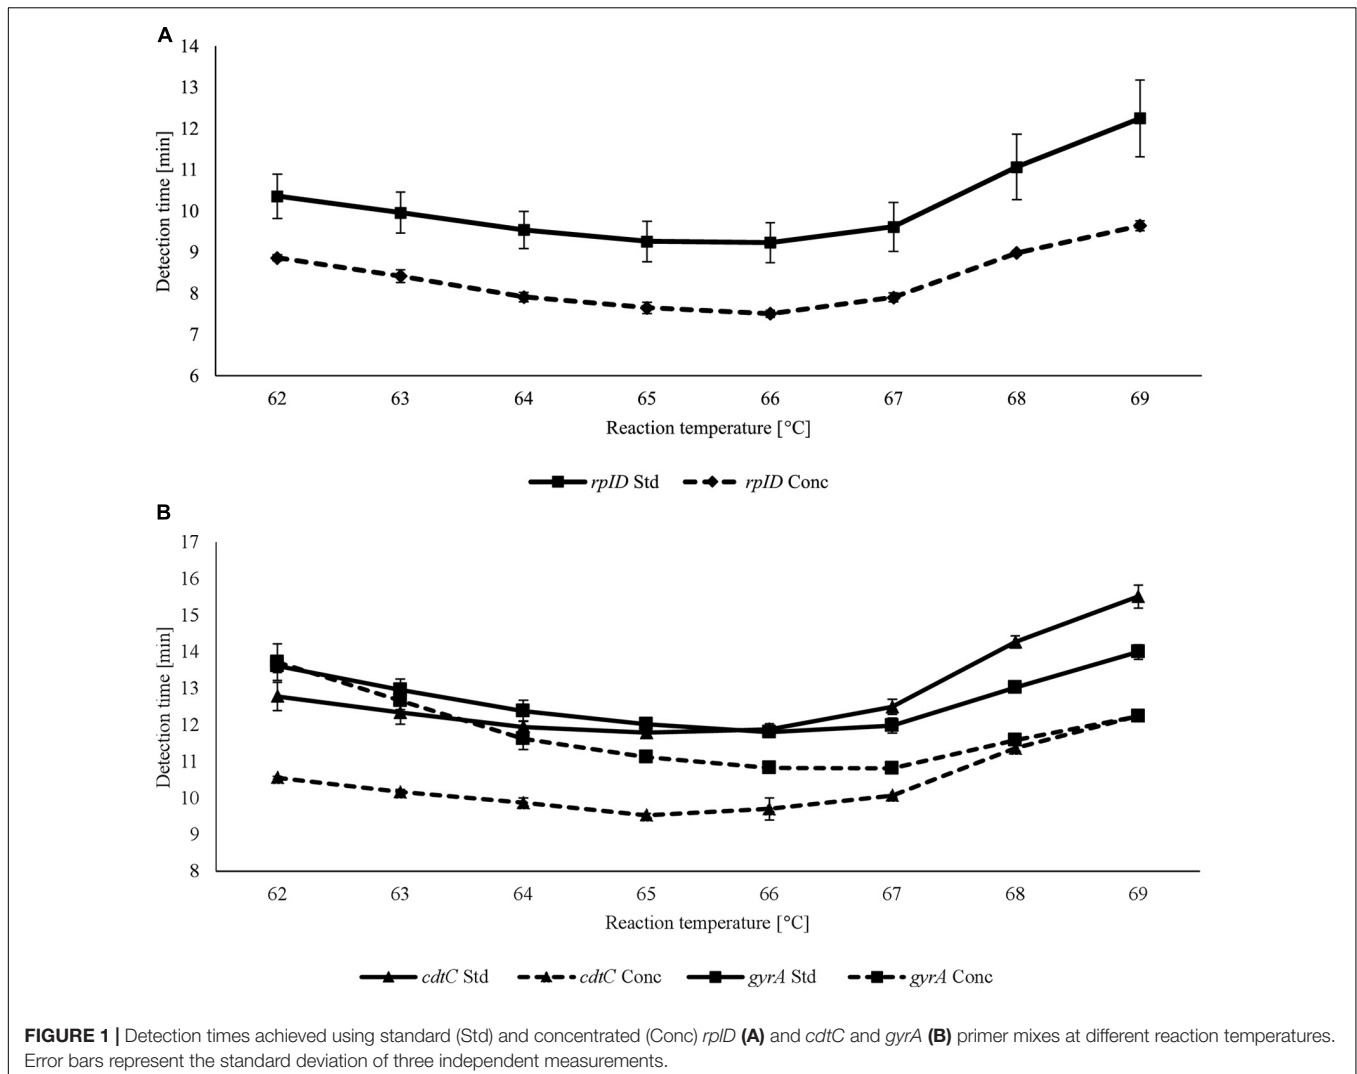 A
14
13
12
11
10
9
8
7
6
Detection time [min]
62 63 64 65 66 67 68 69
Reaction temperature [°C]
rplD Std rplD Conc
B
17
16
15
14
13
12
11
10
9
8
Detection time [min]
62 63 64 65 66 67 68 69
Reaction temperature [°C]
cdtC Std cdtC Conc gyrA Std gyrA Conc
FIGURE 1 | Detection times achieved using standard (Std) and concentrated (Conc) rplD (A) and cdtC and gyrA (B) primer mixes at different reaction temperatures.
Error bars represent the standard deviation of three independent measurements.